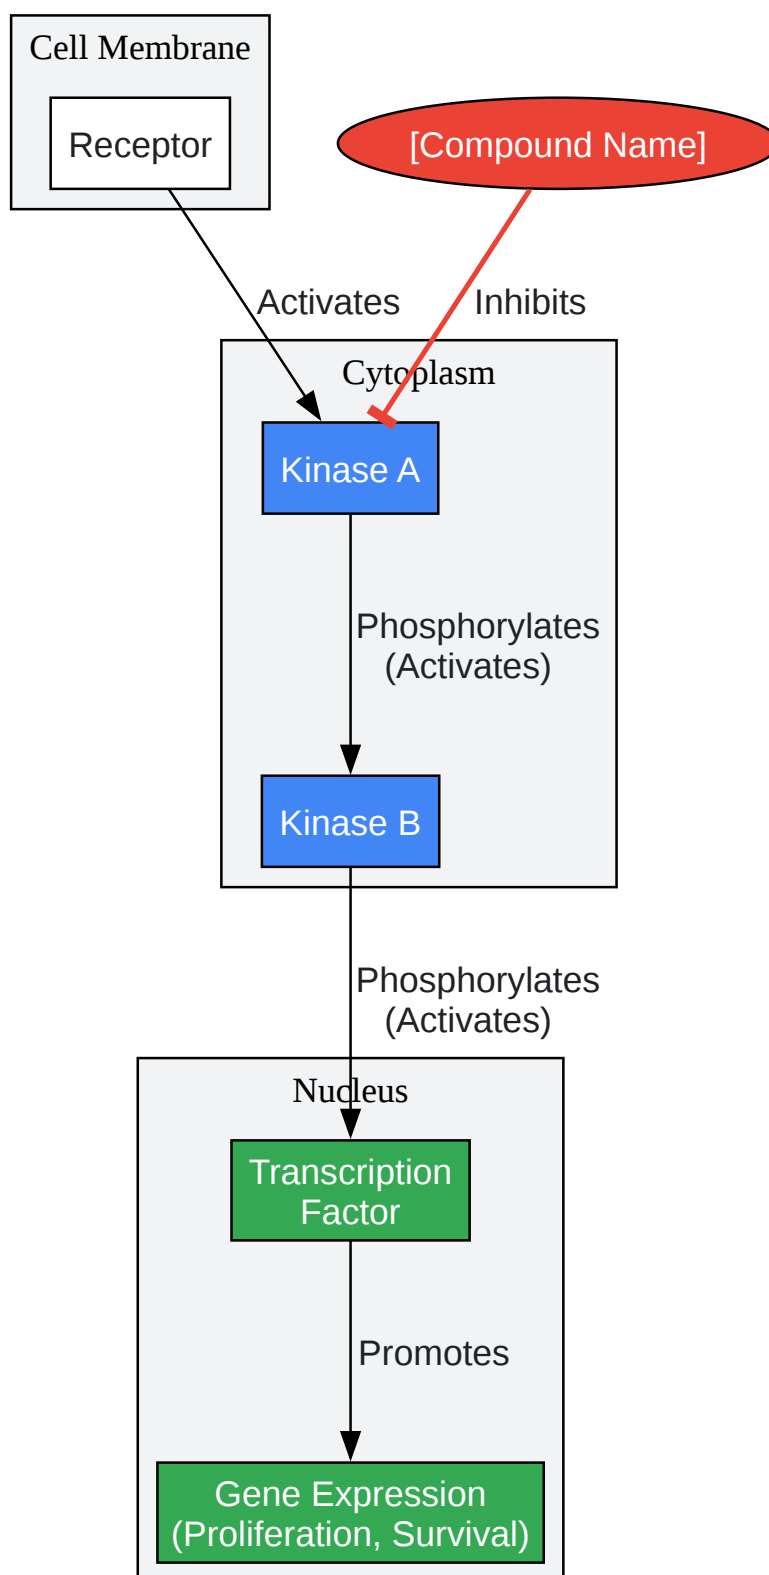 Cell Membrane
Receptor
[Compound Name]
Activates
Inhibits
Cytoplasm
Kinase A
Phosphorylates
(Activates)
Kinase B
Phosphorylates
(Activates)
Nucleus
Transcription
Factor
Promotes
Gene Expression
(Proliferation, Survival)